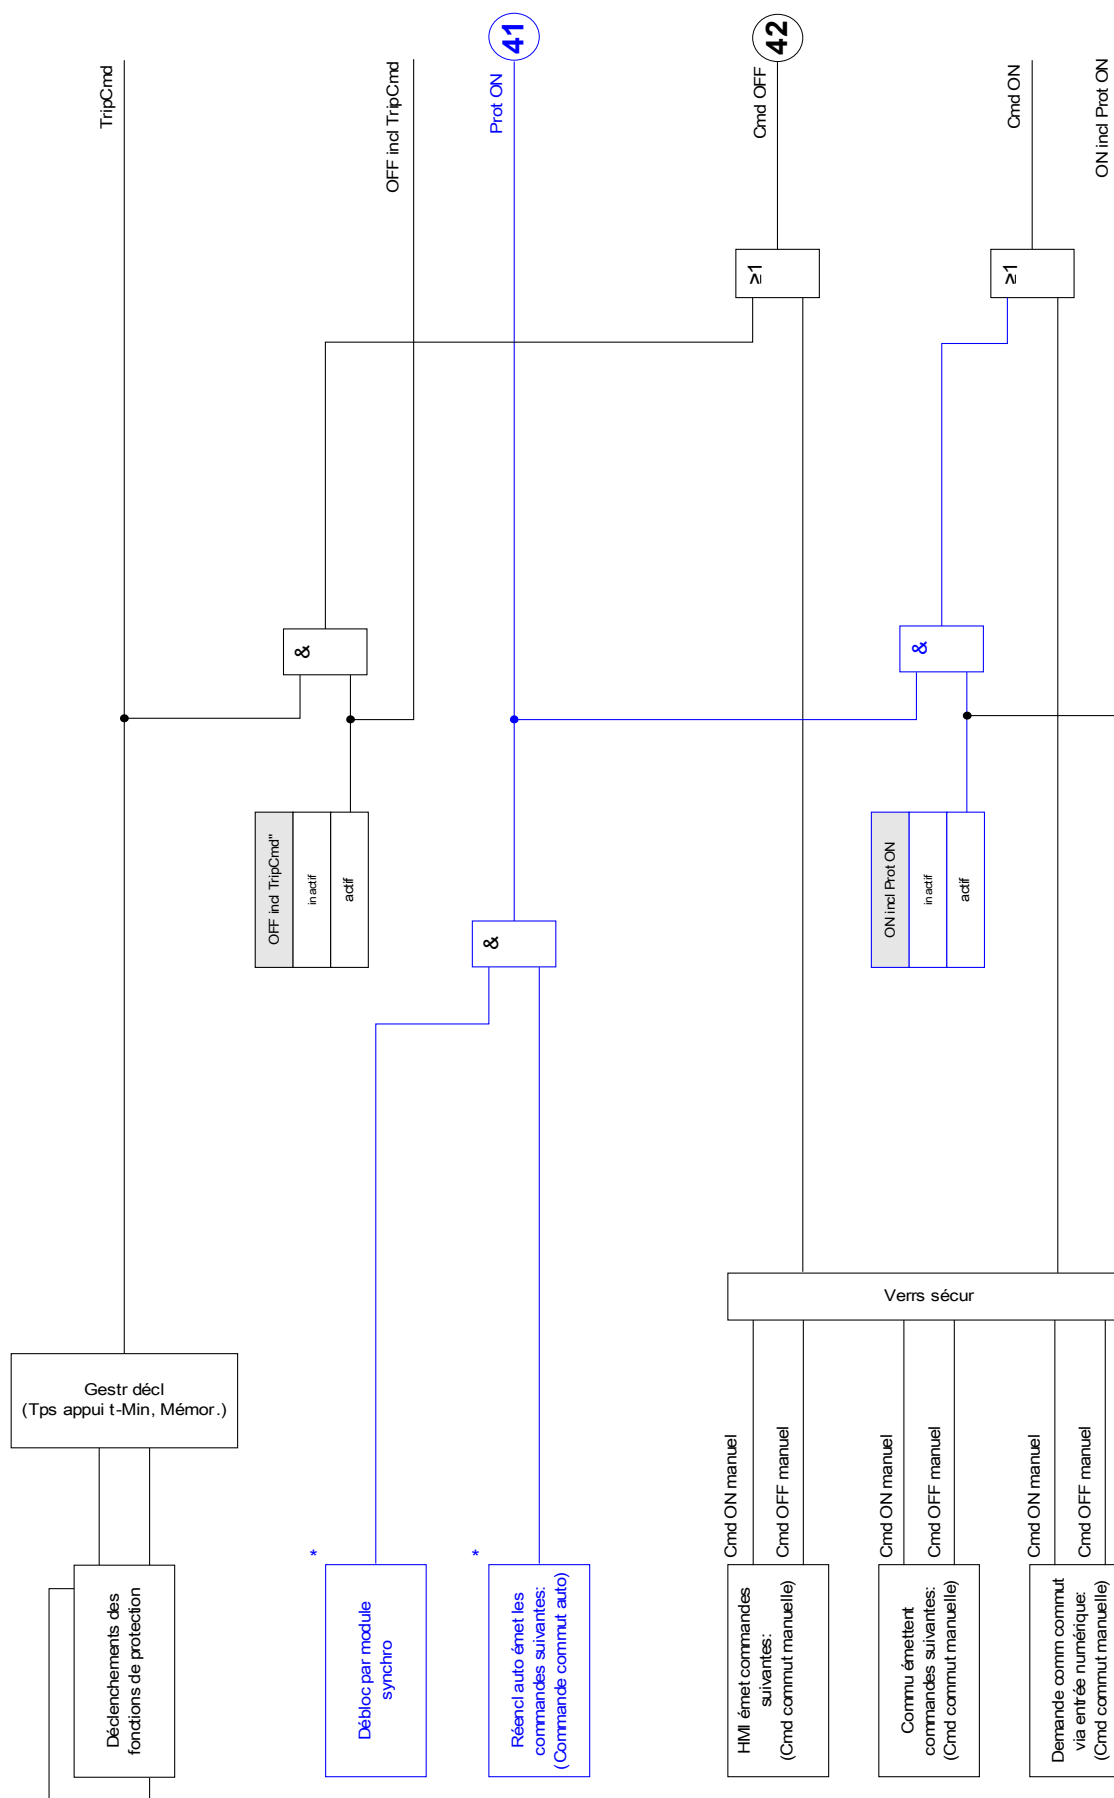 41
42
TripCmd
OFF incl TripCmd
Prot ON
Cmd OFF
Cmd ON
ON incl Prot ON
≥1
≥1
&
&
OFF incl TripCmd"
inactif
actif
ON incl Prot ON
inactif
actif
&
Verrs sécur
Gestr décl
(Tps appui t-Min, Mémor.)
Cmd ON manuel
Cmd OFF manuel
Cmd ON manuel
Cmd OFF manuel
Cmd ON manuel
Cmd OFF manuel
*
*
Déclenchements des
fonctions de protection
Débloc par module
synchro
Réencl auto émet les
commandes suivantes:
(Commande commut auto)
HMI émet commandes
suivantes:
(Cmd commut manuelle)
Commu émettent
commandes suivantes:
(Cmd commut manuelle)
Demande comm commut
via entrée numérique:
(Cmd commut manuelle)